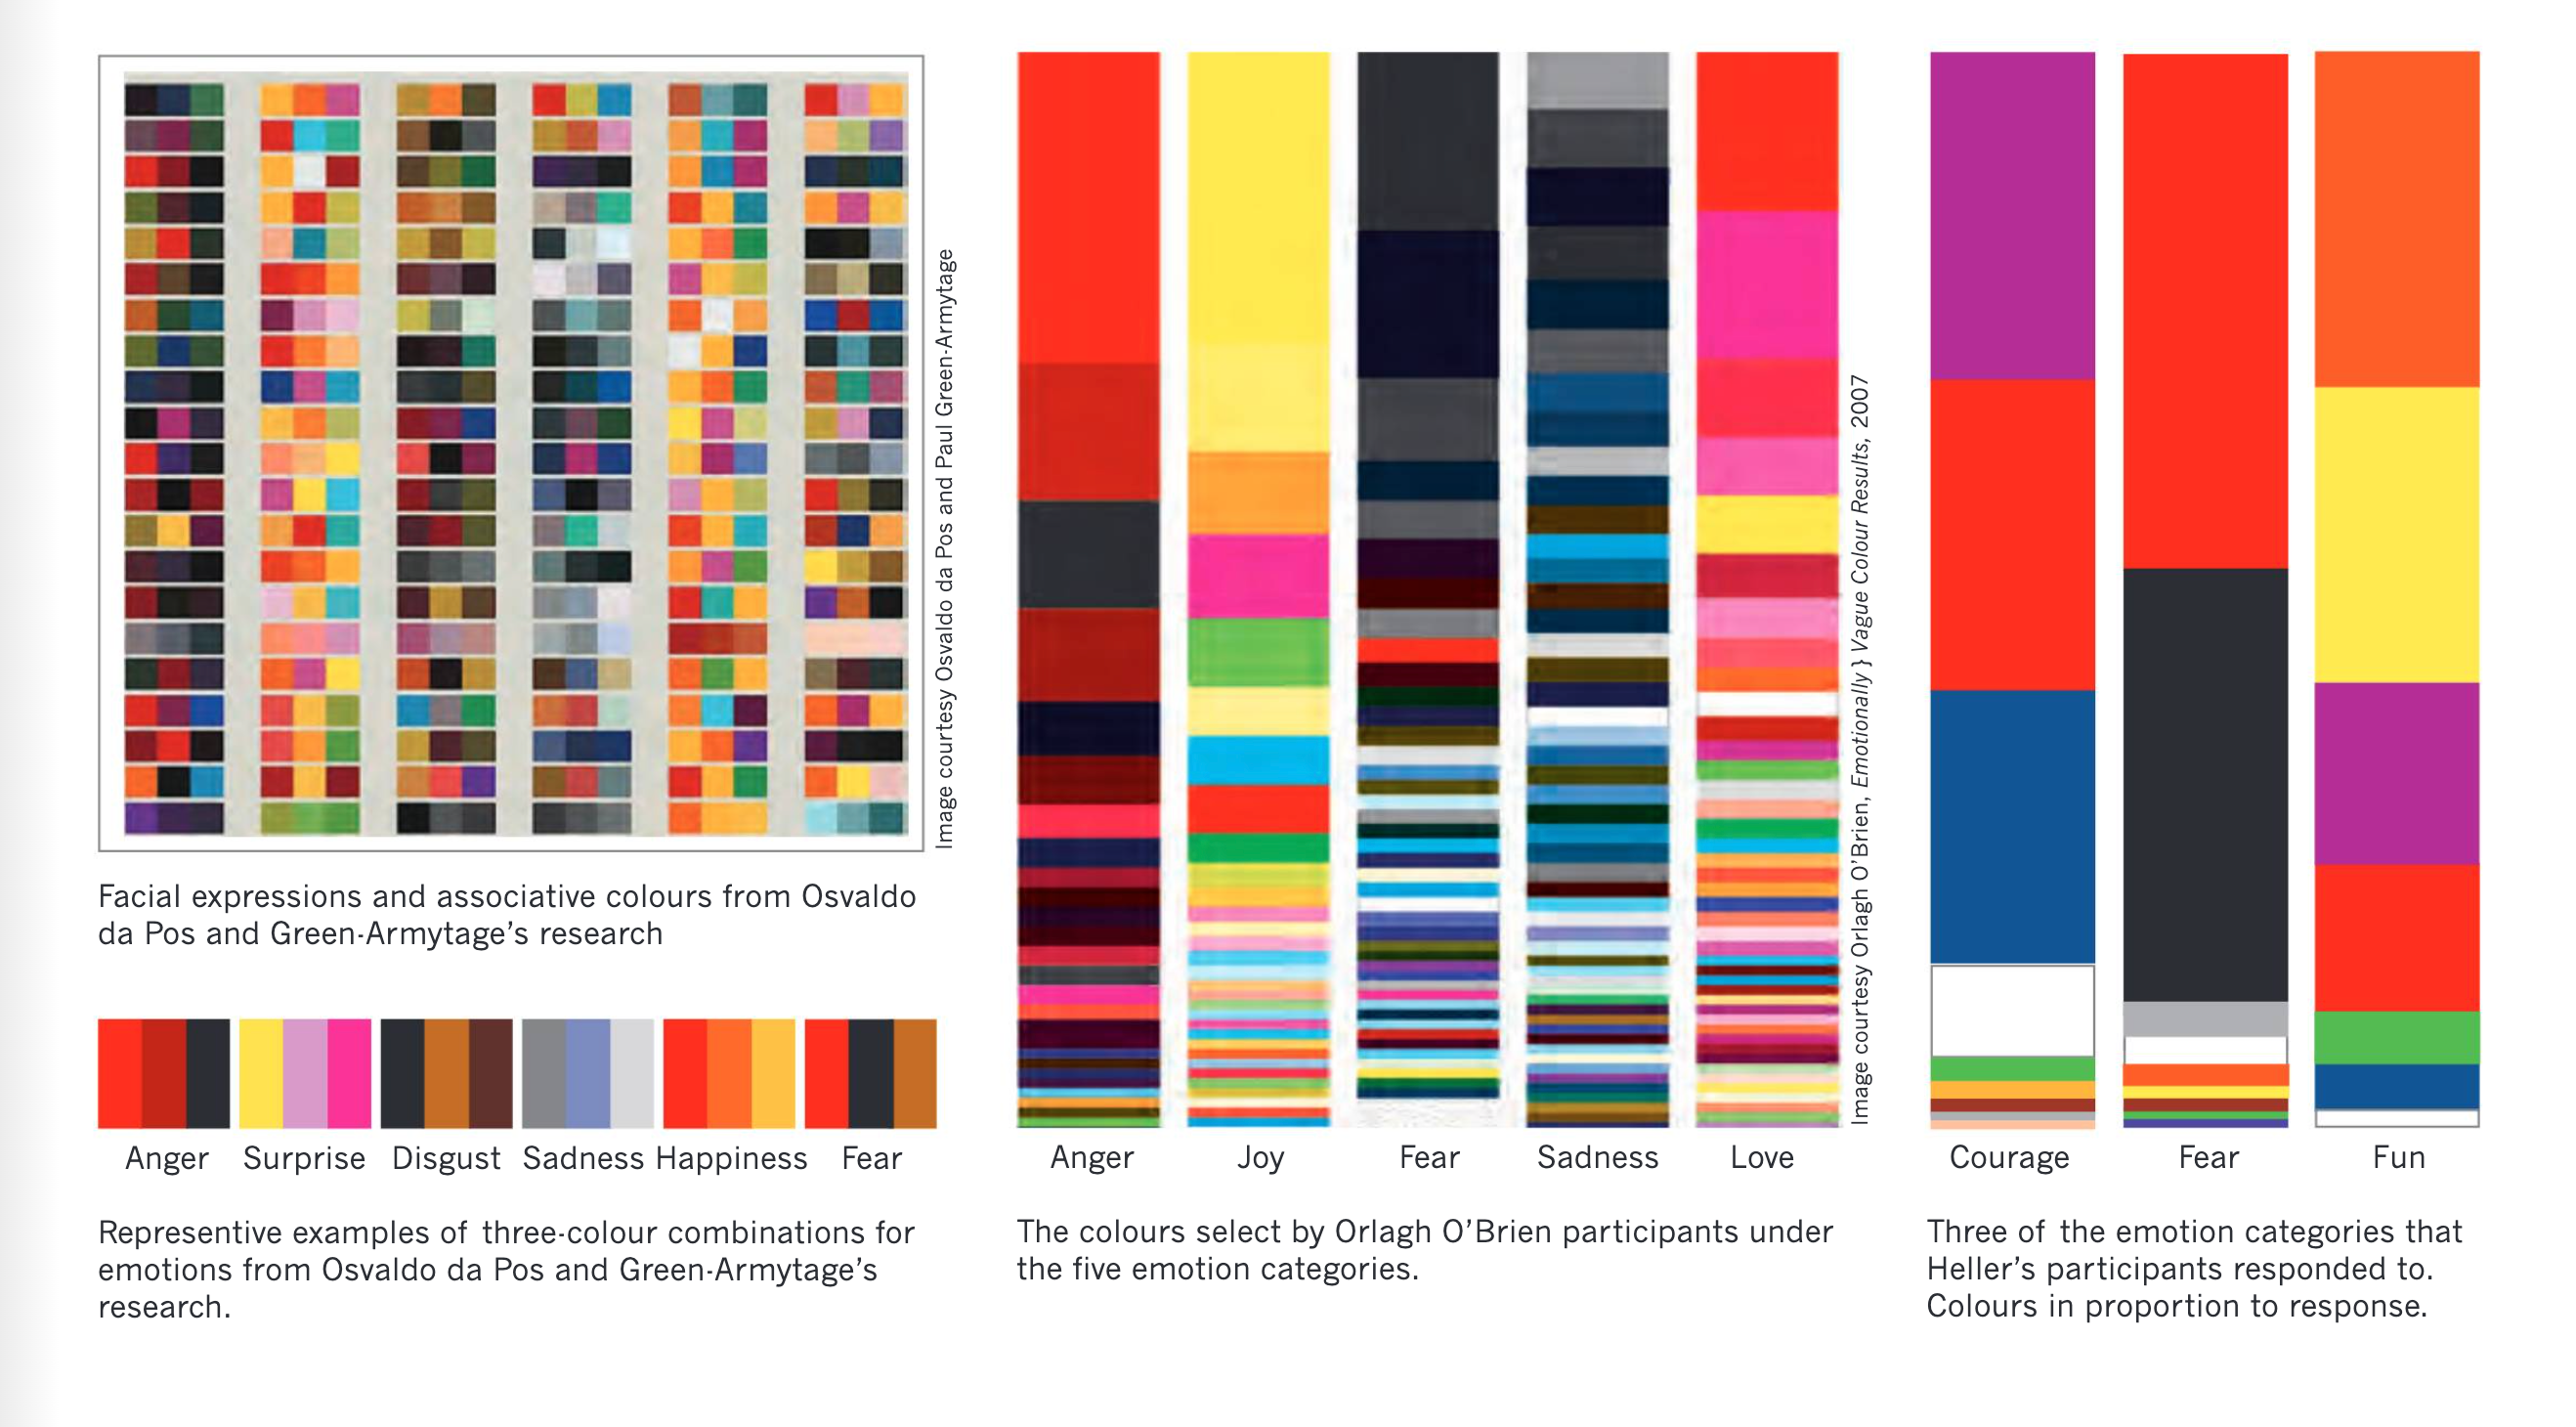 Image courtesy Osvaldo da Pos and Paul Green-Armytage
Facial expressions and associative colours from Osvaldo
da Pos and Green-Armytage's research
Anger Surprise Disgust Sadness Happiness Fear
Representive examples of three-colour combinations for
emotions from Osvaldo da Pos and Green-Armytage's
research.
Image courtesy Orlagh O'Brien, Emotionally } Vague Colour Results, 2007
Anger Joy Fear Sadness Love
The colours select by Orlagh O'Brien participants under
the five emotion categories.
Courage Fear Fun
Three of the emotion categories that
Heller's participants responded to.
Colours in proportion to response.